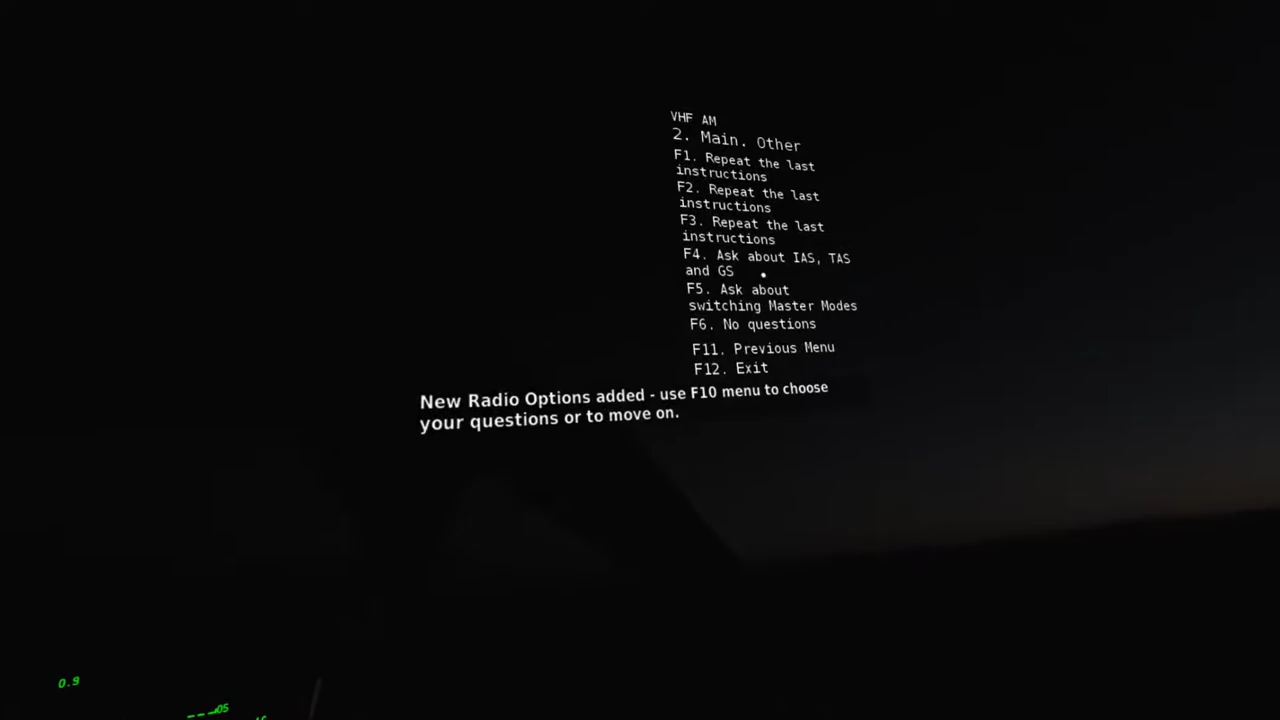 VHF AM
2. Main. Other
F1. Repeat the last
instructions
F2. Repeat the last
instructions
F3. Repeat the last
instructions
F4. Ask about IAS, TAS
and GS
F5. Ask about
switching Master Modes
F6. No questions
F11. Previous Menu
F12. Exit
New Radio Options added - use F10 menu to choose
your questions or to move on.
0.9
05